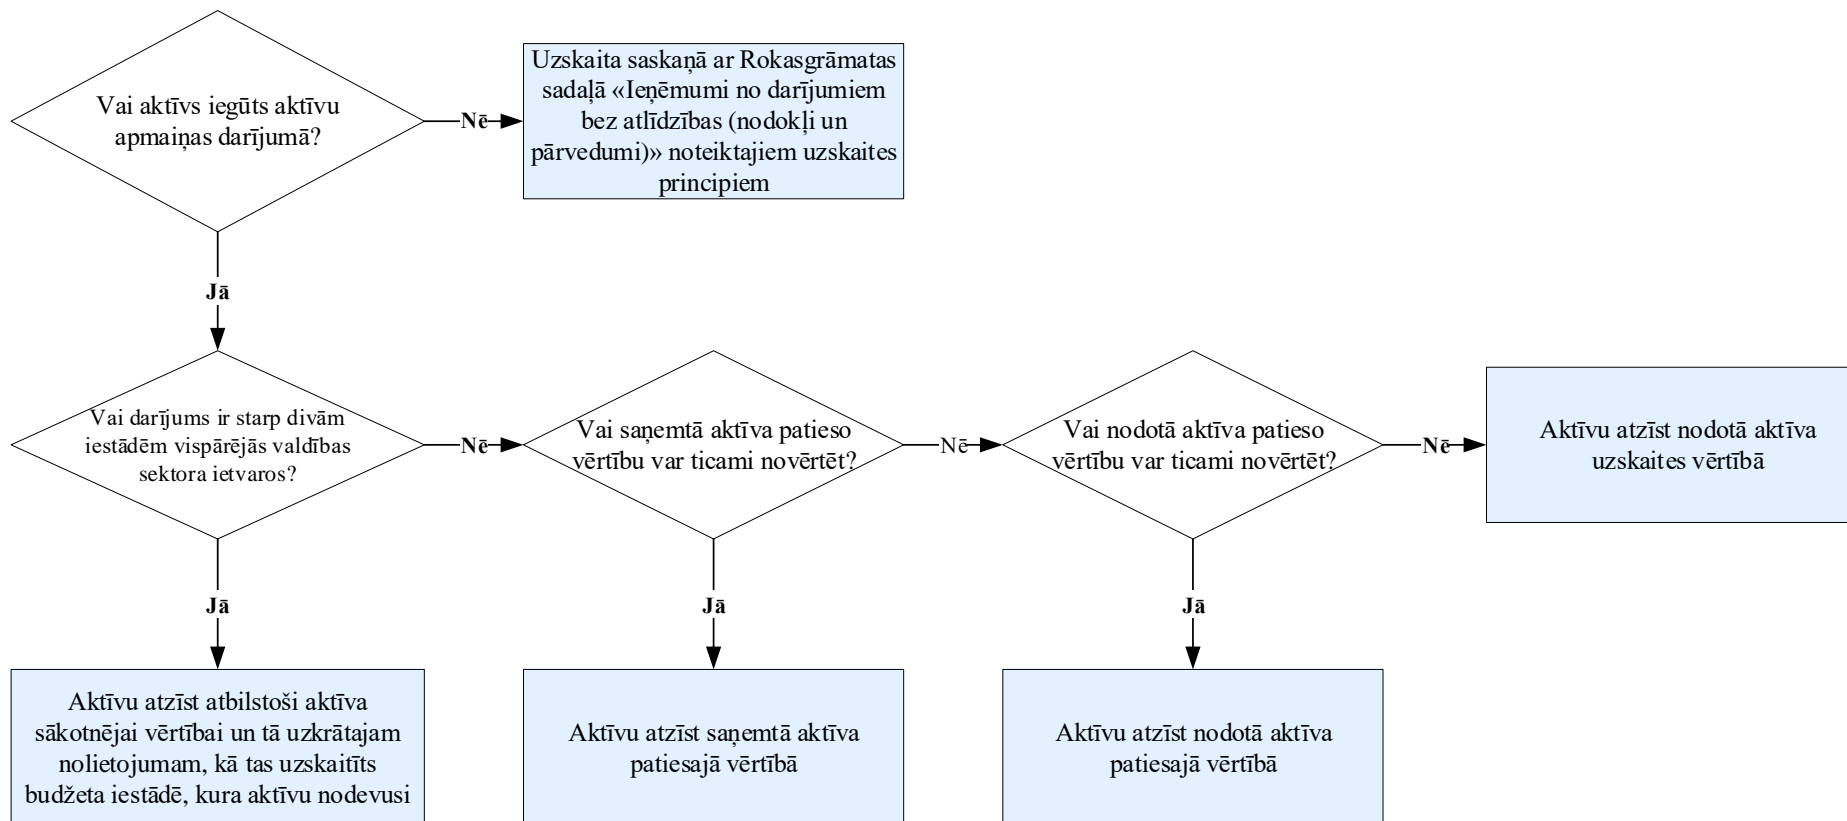 Vai aktīvs iegūts aktīvu
apmaiņas darījumā?
Nē
Uzskaita saskaņā ar Rokasgrāmatas
sadaļā «Ieņēmumi no darījumiem
bez atlīdzības (nodokļi un
pārvedumi)» noteiktajiem uzskaites
principiem
Jā
Vai darījums ir starp divām
iestādēm vispārējās valdības
sektora ietvaros?
Nē
Vai saņemtā aktīva patieso
vērtību var ticami novērtēt?
Nē
Vai nodotā aktīva patieso
vērtību var ticami novērtēt?
Nē
Aktīvu atzīst nodotā aktīva
uzskaites vērtībā
Jā
Jā
Jā
Aktīvu atzīst atbilstoši aktīva
sākotnējai vērtībai un tā uzkrātajam
nolietojumam, kā tas uzskaitīts
budžeta iestādē, kura aktīvu nodevusi
Aktīvu atzīst saņemtā aktīva
patiesajā vērtībā
Aktīvu atzīst nodotā aktīva
patiesajā vērtībā